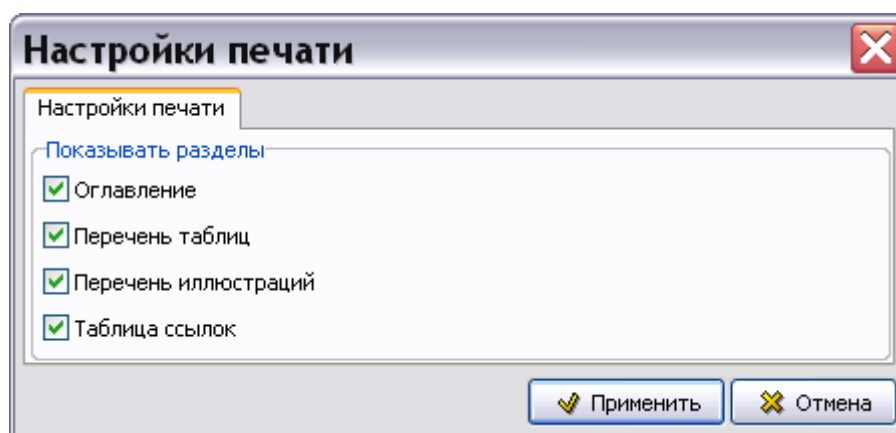 Настройки печати
Настройки печати
Показывать разделы
Оглавление
Перечень таблиц
Перечень иллюстраций
Таблица ссылок
Применить Отмена